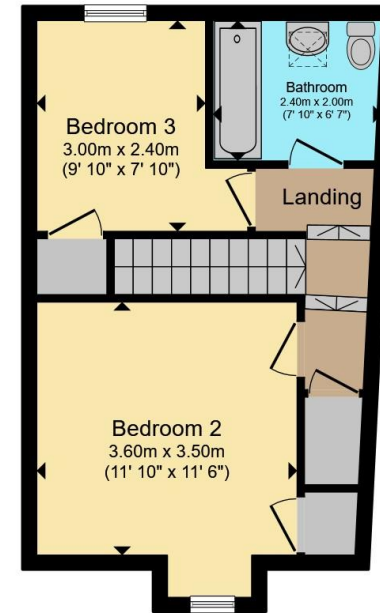 Bathroom
2.40m x 2.00m
(7' 10" x 6' 7")
Bedroom 3
3.00m x 2.40m
(9' 10" x 7' 10")
Landing
Bedroom 2
3.60m x 3.50m
(11' 10" x 11' 6")